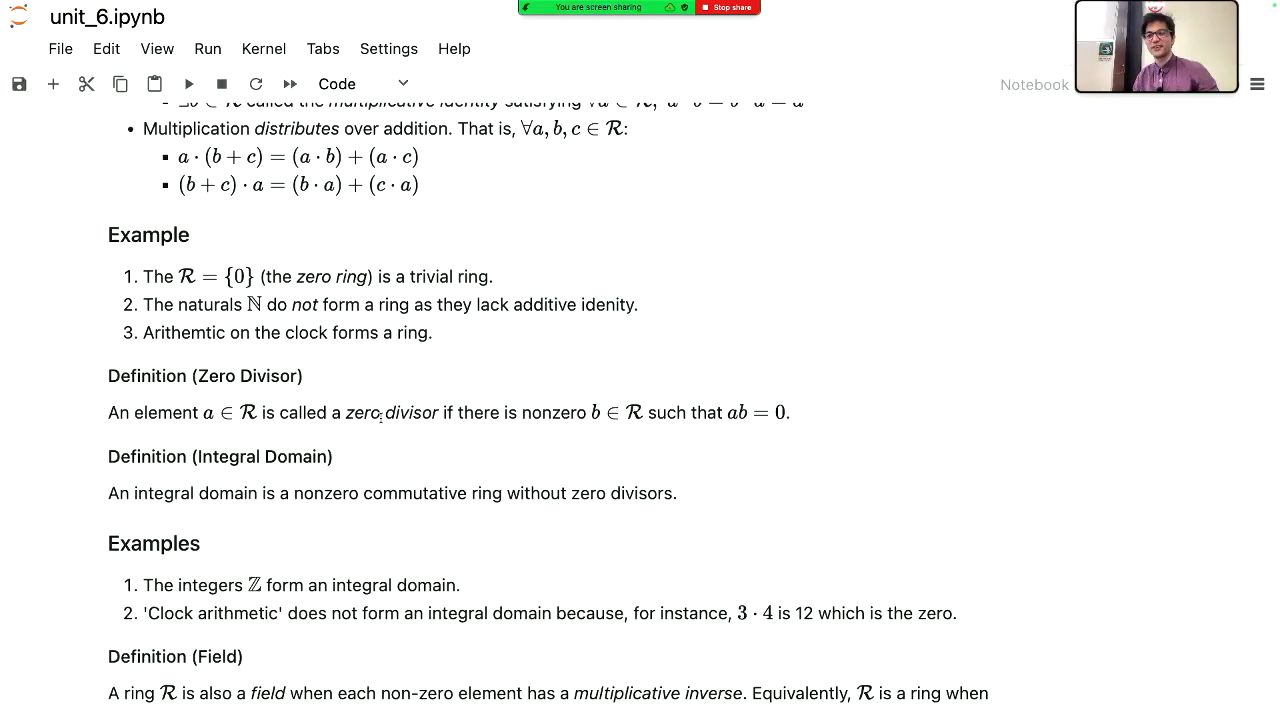 unit_6.ipynb
You are screen sharing
Stop share
File Edit View Run Kernel Tabs Settings Help
Code
Notebook
▪ ∃b ∈ 𝓡 called the multiplicative identity satisfying ∀a ∈ 𝓡, a · b = b · a = a
• Multiplication distributes over addition. That is, ∀a, b, c ∈ 𝓡:
▪ a · (b + c) = (a · b) + (a · c)
▪ (b + c) · a = (b · a) + (c · a)
Example
1. The 𝓡 = {0} (the zero ring) is a trivial ring.
2. The naturals ℕ do not form a ring as they lack additive idenity.
3. Arithemtic on the clock forms a ring.
Definition (Zero Divisor)
An element a ∈ 𝓡 is called a zero divisor if there is nonzero b ∈ 𝓡 such that ab = 0.
Definition (Integral Domain)
An integral domain is a nonzero commutative ring without zero divisors.
Examples
1. The integers ℤ form an integral domain.
2. 'Clock arithmetic' does not form an integral domain because, for instance, 3 · 4 is 12 which is the zero.
Definition (Field)
A ring 𝓡 is also a field when each non-zero element has a multiplicative inverse. Equivalently, 𝓡 is a ring when